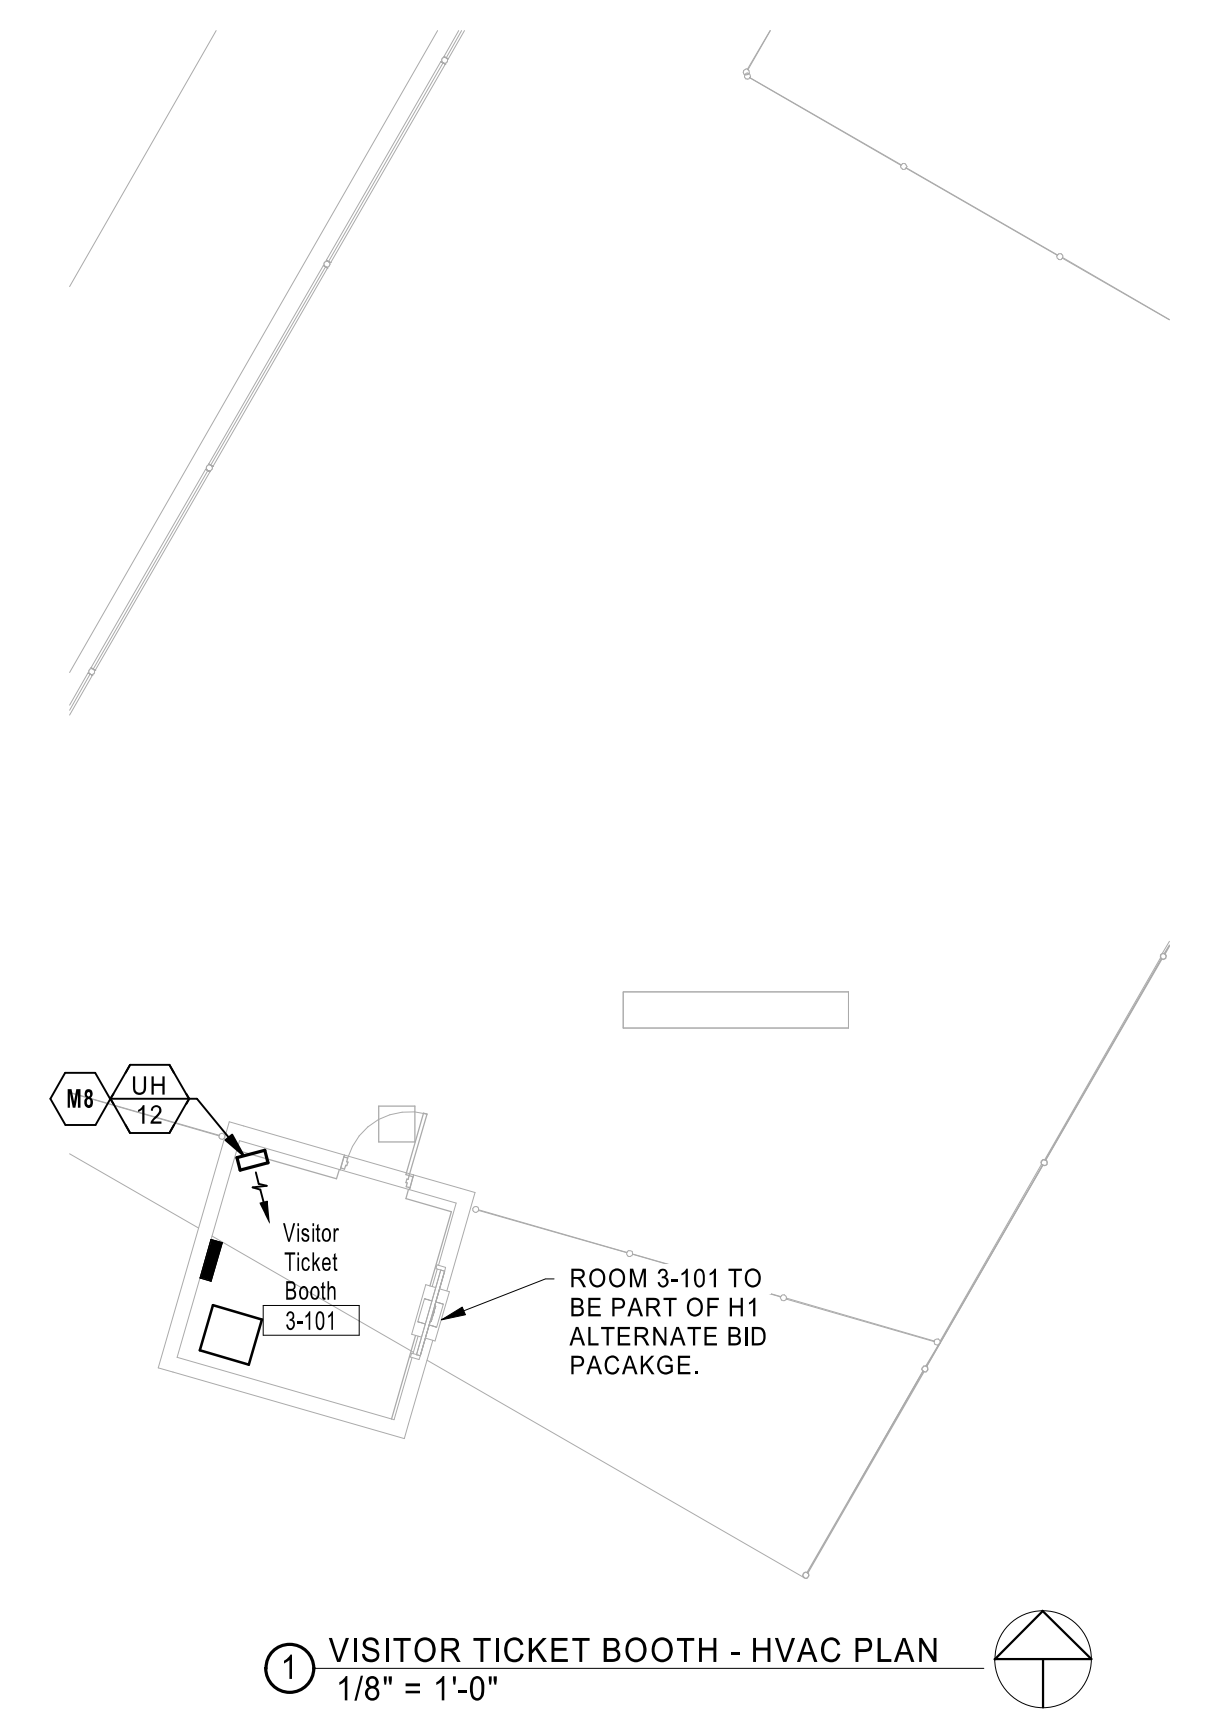 M8
UH
12
Visitor
Ticket
Booth
3-101
ROOM 3-101 TO
BE PART OF H1
ALTERNATE BID
PACAKGE.
1
VISITOR TICKET BOOTH - HVAC PLAN
1/8" = 1'-0"